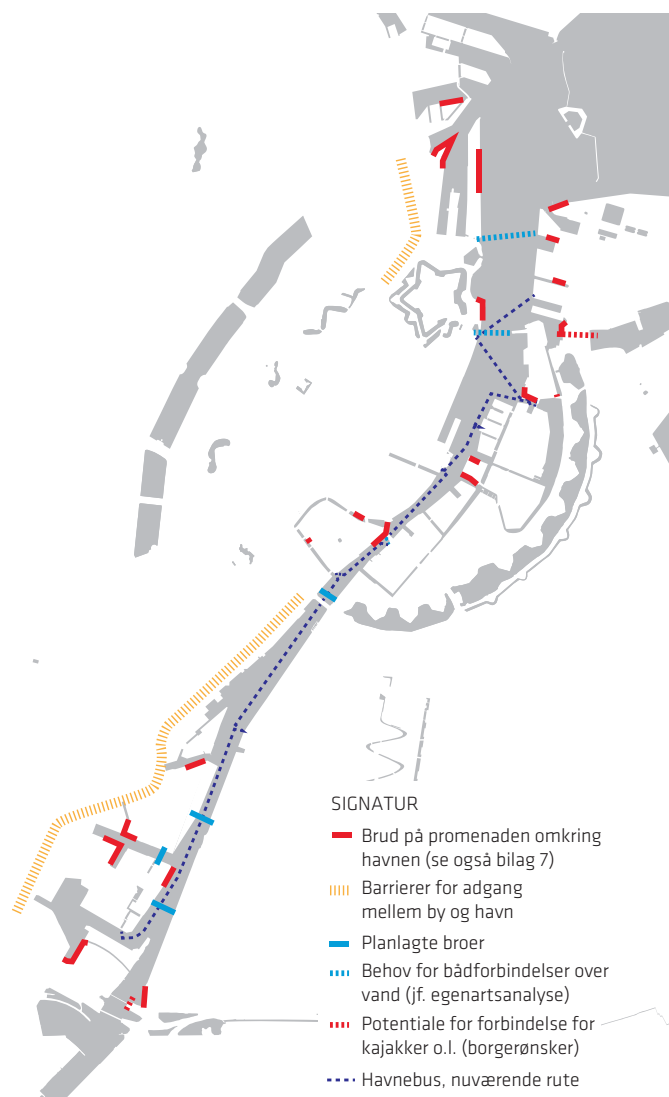 SIGNATUR
Brud på promenaden omkring
havnen (se også bilag 7)
Barrierer for adgang
mellem by og havn
Planlagte broer
Behov for bådforbindelser over
vand (jf. egenartsanalyse)
Potentiale for forbindelse for
kajakker o.l. (borgerønsker)
Havnebus, nuværende rute